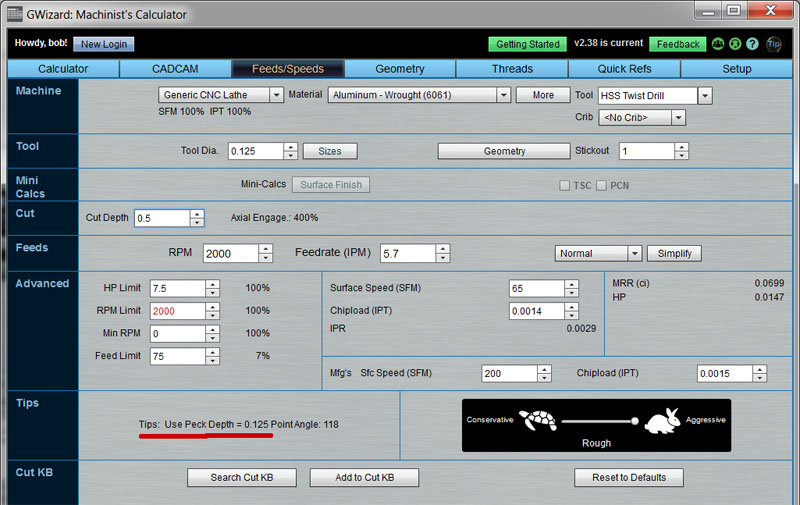 GWizard: Machinist's Calculator
Howdy, bob! New Login Getting Started v2.38 is current Feedback ? Tip
Calculator CADCAM Feeds/Speeds Geometry Threads Quick Refs Setup
Machine Generic CNC Lathe Material Aluminum - Wrought (6061) More Tool HSS Twist Drill
SFM 100% IPT 100% Crib <No Crib>
Tool Tool Dia. 0.125 Sizes Geometry Stickout 1
Mini Calcs Mini-Calcs Surface Finish TSC PCN
Cut Cut Depth 0.5 Axial Engage.: 400%
Feeds RPM 2000 Feedrate (IPM) 5.7 Normal Simplify
Advanced HP Limit 7.5 100% Surface Speed (SFM) 65 MRR (ci) 0.0699
HP 0.0147
RPM Limit 2000 100% Chipload (IPT) 0.0014
Min RPM 0 100% IPR 0.0029
Feed Limit 75 7%
Mfg's Sfc Speed (SFM) 200 Chipload (IPT) 0.0015
Tips Tips: Use Peck Depth = 0.125 Point Angle: 118
Conservative Aggressive
Rough
Cut KB Search Cut KB Add to Cut KB Reset to Defaults